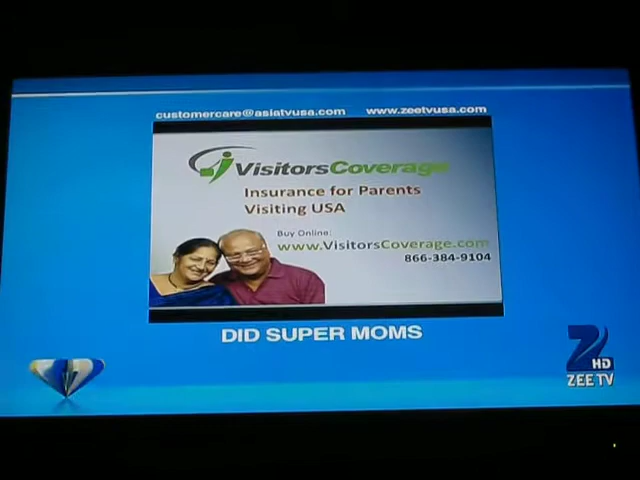 customercare@asiatvusa.com www.zeetvusa.com
VisitorsCoverage
Insurance for Parents
Visiting USA
Buy Online:
www.VisitorsCoverage.com
866-384-9104
DID SUPER MOMS
HD
ZEE TV